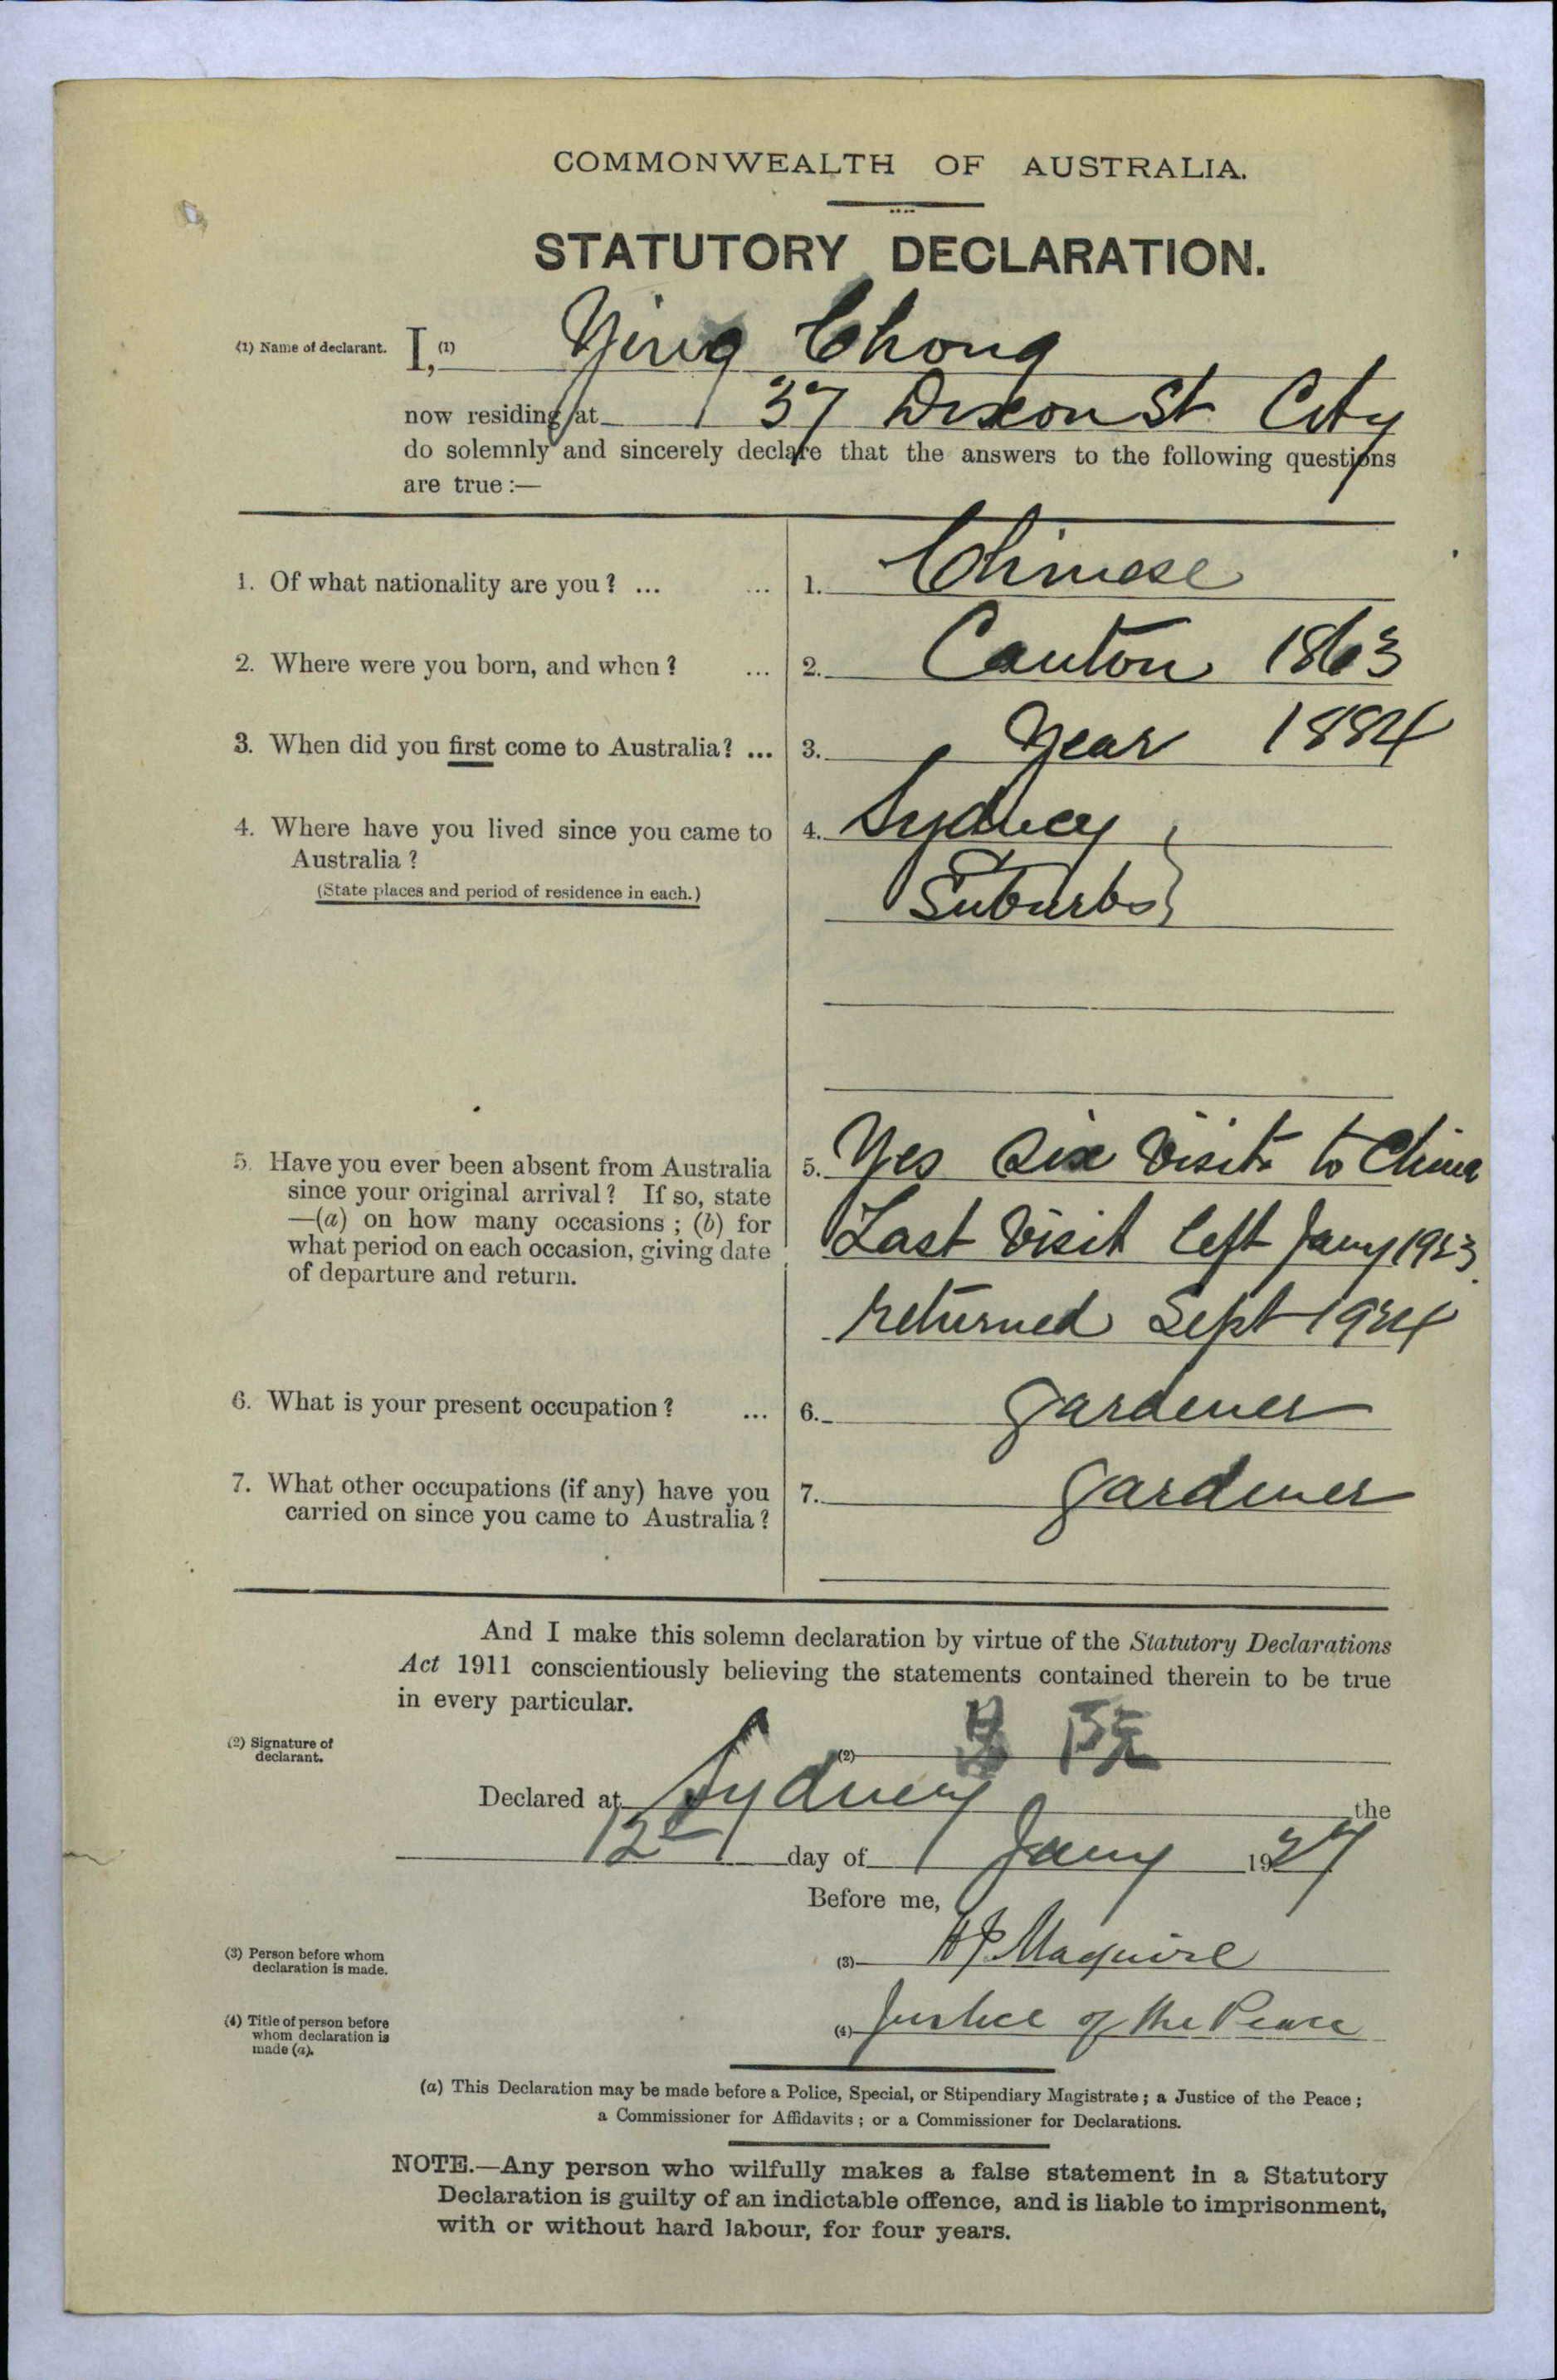 COMMONWEALTH OF AUSTRALIA.
STATUTORY DECLARATION.
(1) Name of declarant. I, (1) Ying Chong
now residing at 37 Dixon St City
do solemnly and sincerely declare that the answers to the following questions
are true :—
1. Of what nationality are you ? ... ... 1. Chinese
2. Where were you born, and when ? ... 2. Canton 1863
3. When did you first come to Australia? ... 3. Year 1884
4. Where have you lived since you came to 4. Sydney
Australia ?
(State places and period of residence in each.) Suburbs }
5. Have you ever been absent from Australia 5. Yes Six Visits to China
since your original arrival ? If so, state
—(a) on how many occasions ; (b) for Last Visit left Jany 1923
what period on each occasion, giving date
of departure and return.
returned Sept 1924
6. What is your present occupation ? ... 6. gardener
7. What other occupations (if any) have you 7. gardener
carried on since you came to Australia ?
And I make this solemn declaration by virtue of the Statutory Declarations
Act 1911 conscientiously believing the statements contained therein to be true
in every particular.
(2) Signature of
declarant. (2)
Declared at Sydney the
12th day of Jany 1927
Before me,
(3) Person before whom
declaration is made. (3) Maguire
(4) Title of person before
whom declaration is
made (a). (4) Justice of the Peace
(a) This Declaration may be made before a Police, Special, or Stipendiary Magistrate ; a Justice of the Peace ;
a Commissioner for Affidavits ; or a Commissioner for Declarations.
NOTE.—Any person who wilfully makes a false statement in a Statutory
Declaration is guilty of an indictable offence, and is liable to imprisonment,
with or without hard labour, for four years.